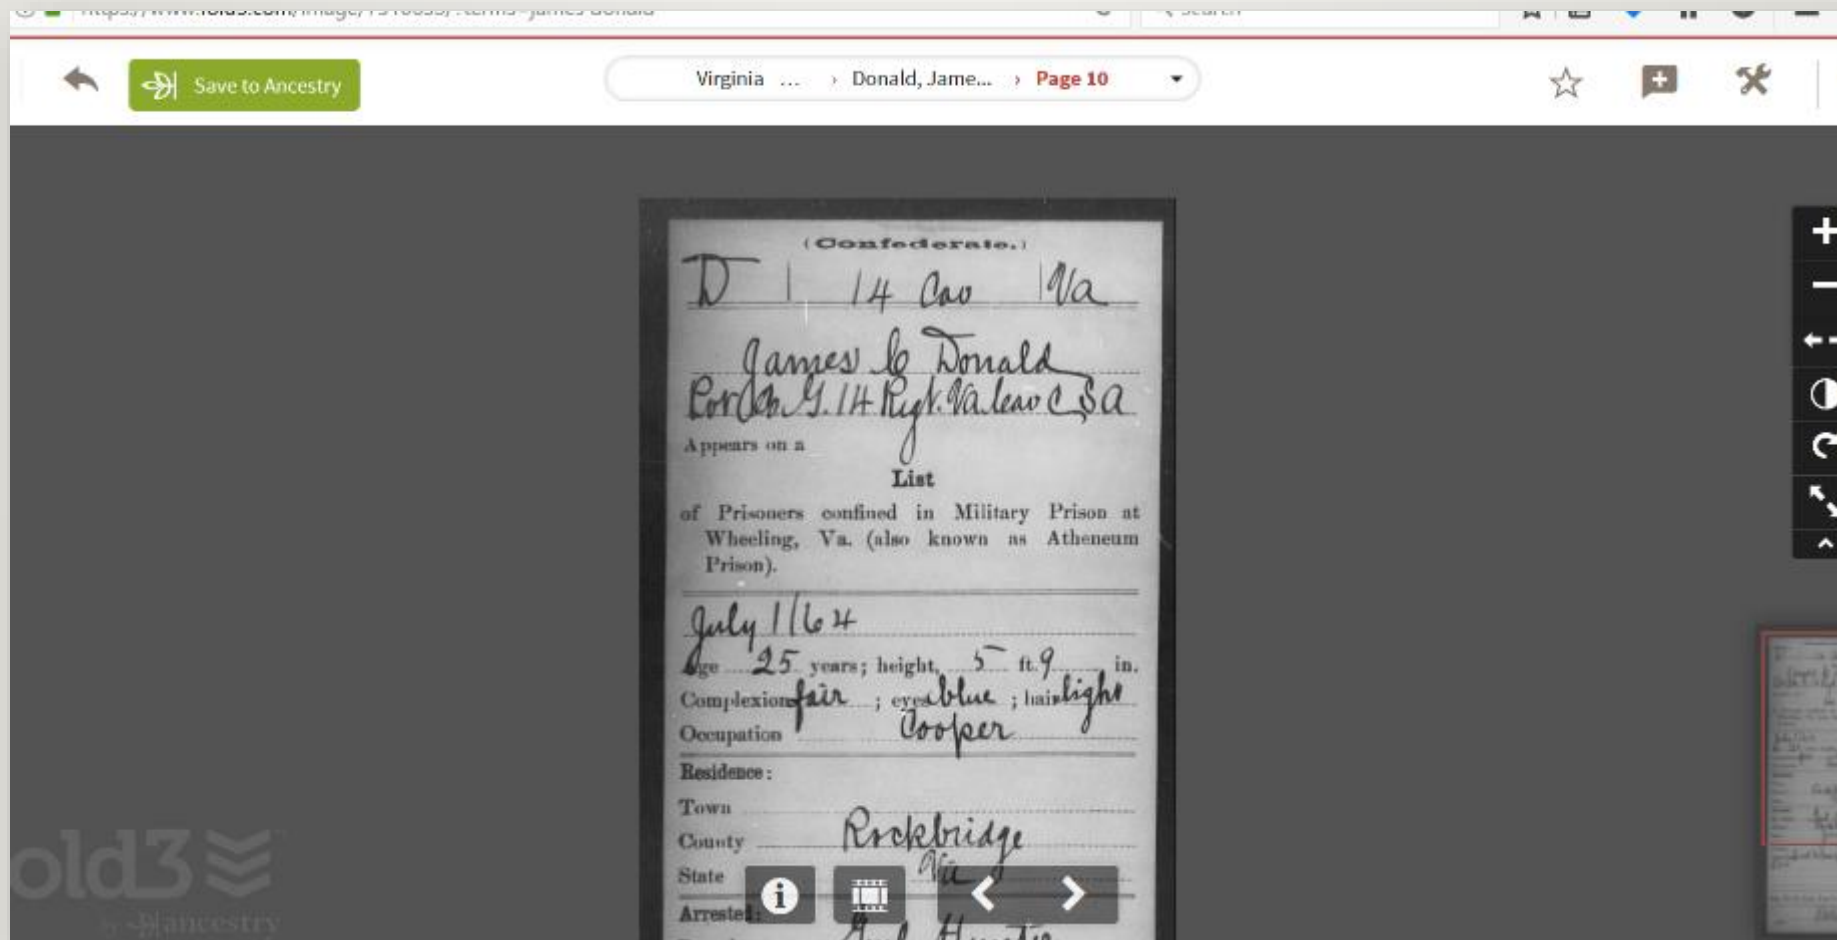 Save to Ancestry
Virginia ... › Donald, Jame... › Page 10
(Confederate.)
D | 14 Cav | Va
James C Donald
Cor Co G. 14 Regt. Va Cav C S A
Appears on a
List
of Prisoners confined in Military Prison at
Wheeling, Va. (also known as Atheneum
Prison).
July 1/64
Age 25 years; height, 5 ft. 9 in.
Complexion fair; eyes blue; hair light
Occupation Cooper
Residence:
Town
County Rockbridge
State Va
Arrested:
old3
by ancestry